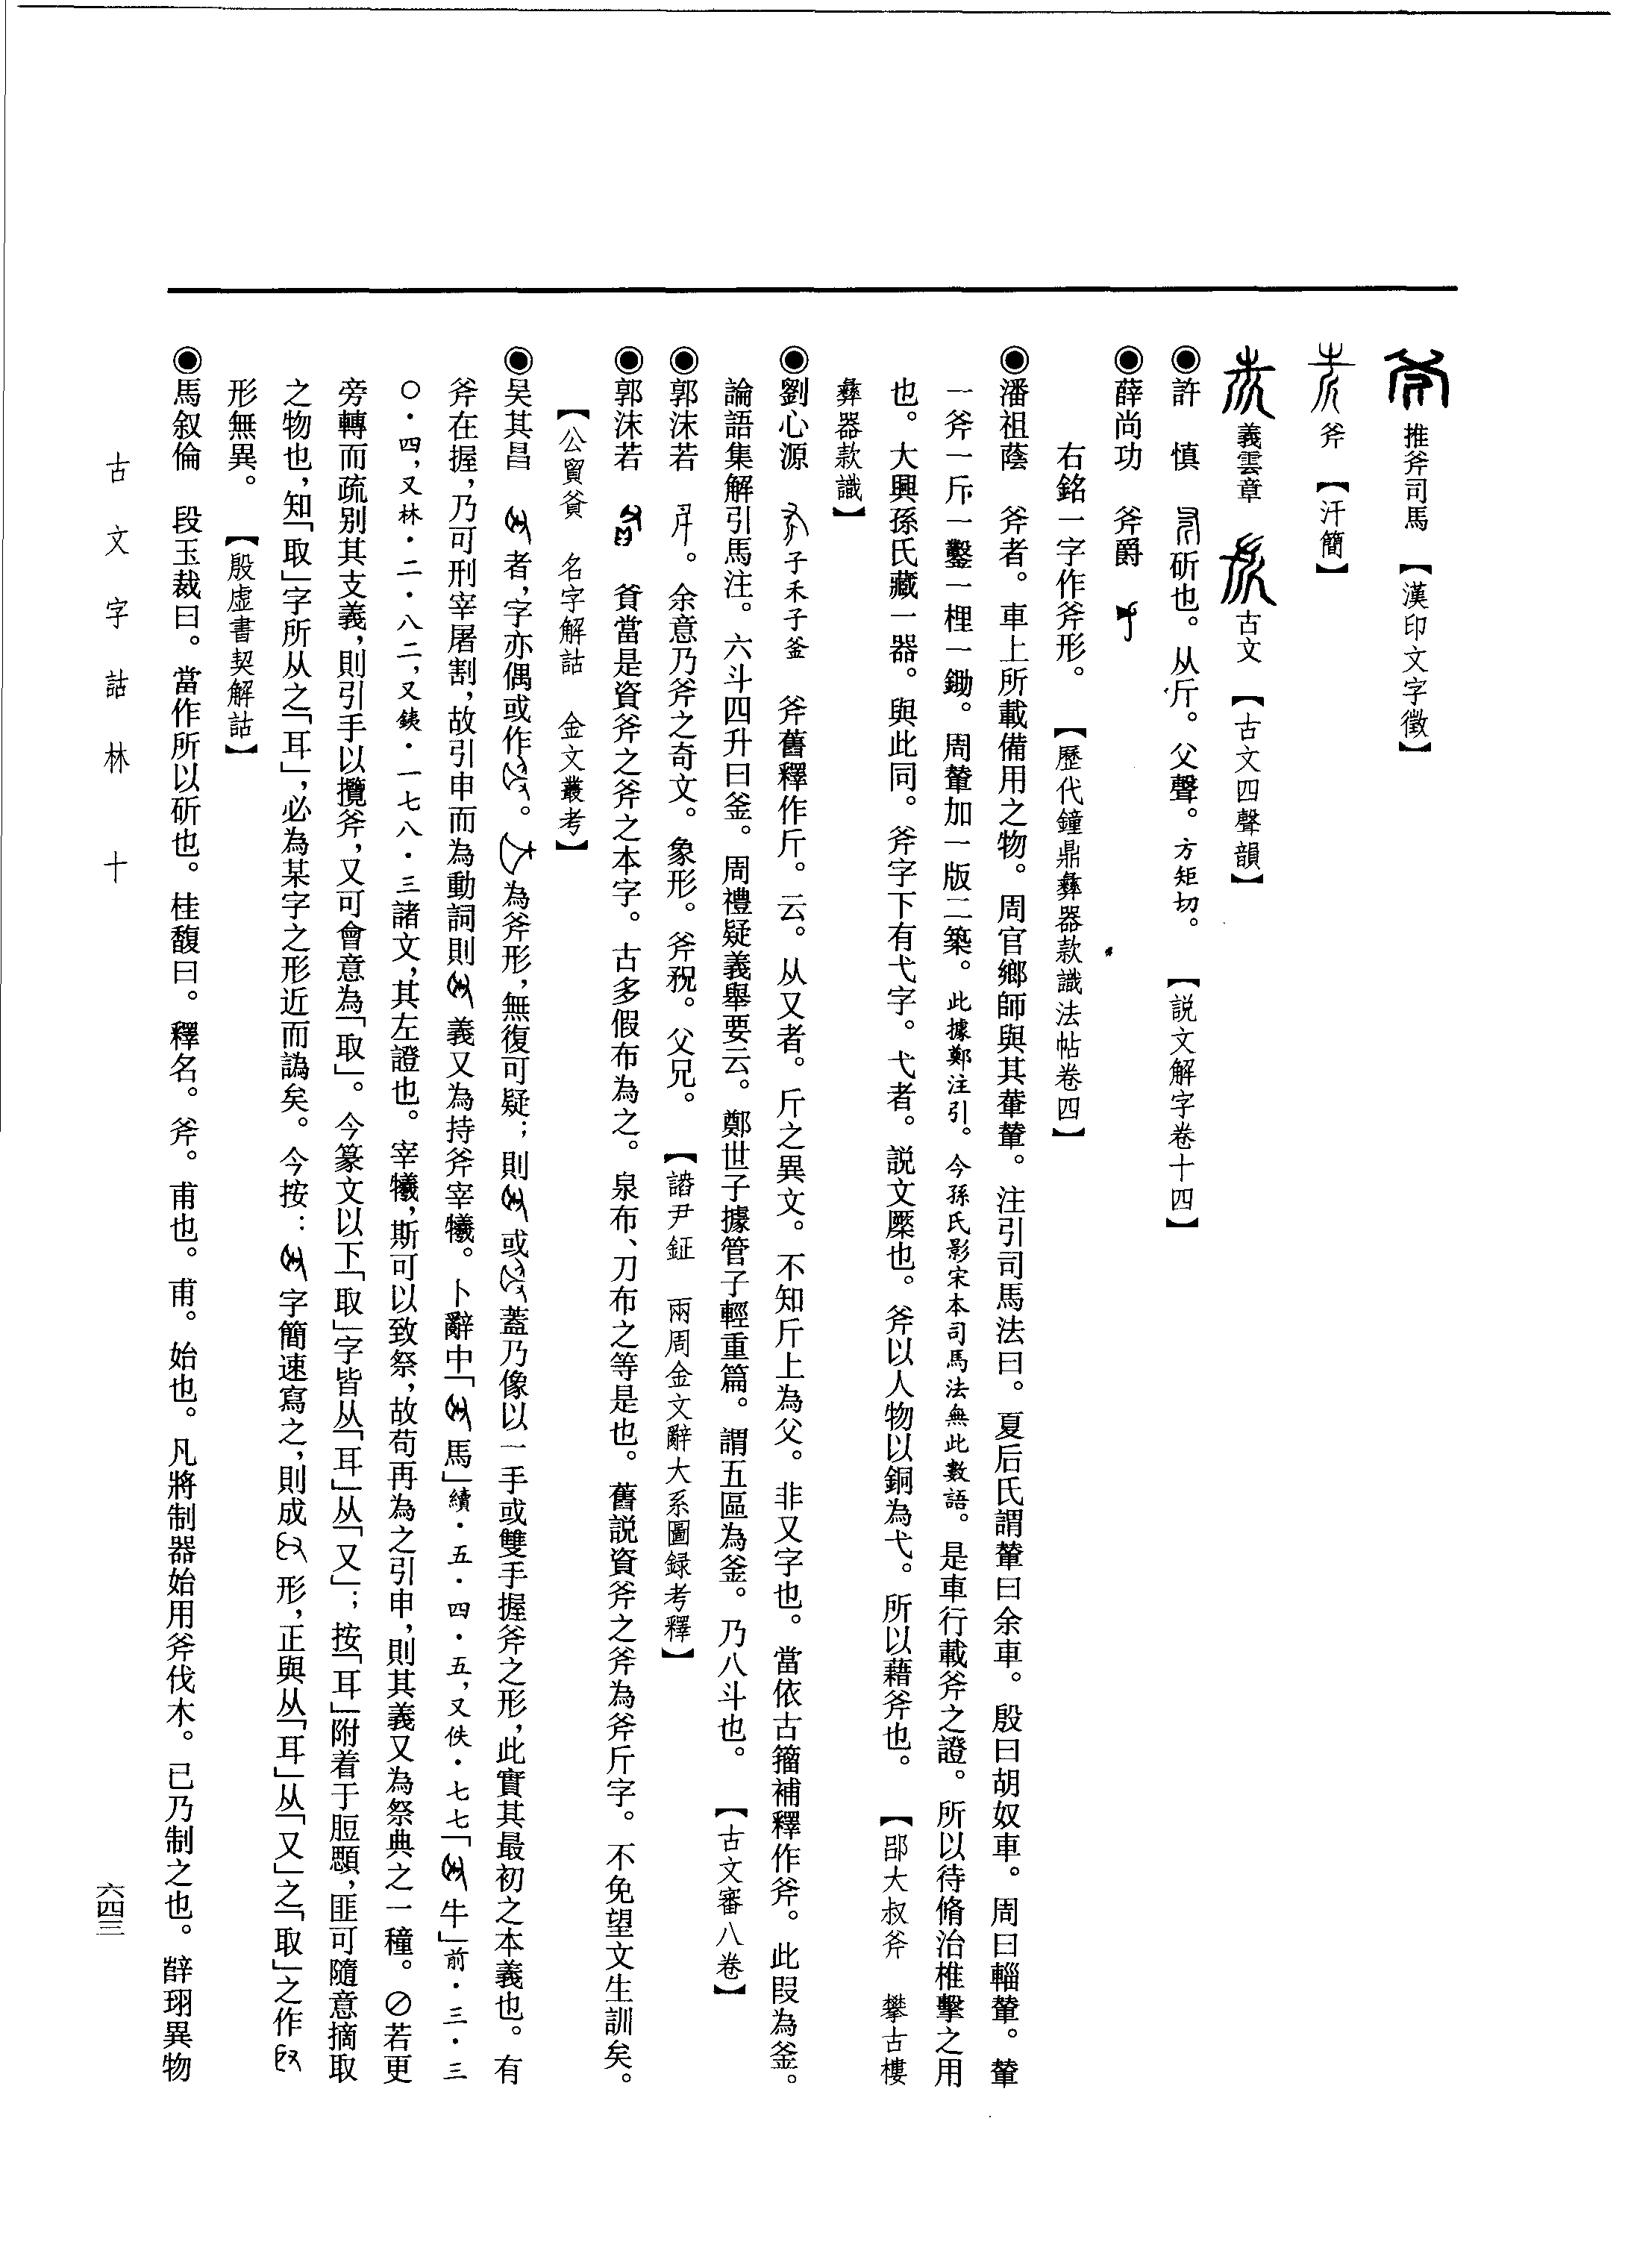 推斧司馬　【漢印文字徵】
斧　【汗簡】
義雲章　古文　【古文四聲韻】
◉許　慎　斫也。从斤。父聲。方矩切。　【説文解字卷十四】
◉薛尚功　斧爵
右銘一字作斧形。　【歷代鐘鼎彝器款識法帖卷四】
◉潘祖蔭　斧者。車上所載備用之物。周官鄉師與其輂輦。注引司馬法曰。夏后氏謂輦曰余車。殷曰胡奴車。周曰輜輦。輦
一斧一斤一鑿一梩一鋤。周輦加一版二築。此據鄭注引。今孫氏影宋本司馬法無此數語。是車行載斧之證。所以待脩治椎擊之用
也。大興孫氏藏一器。與此同。斧字下有弋字。弋者。説文橜也。斧以人物以銅為弋。所以藉斧也。　【郘大叔斧　攀古樓
彝器款識】
◉劉心源　子禾子釜　斧舊釋作斤。云。从又者。斤之異文。不知斤上為父。非又字也。當依古籀補釋作斧。此叚為釜。
論語集解引馬注。六斗四升曰釜。周禮疑義舉要云。鄭世子據管子輕重篇。謂五區為釜。乃八斗也。　【古文審八卷】
◉郭沫若　。余意乃斧之奇文。象形。斧祝。父兄。　【䜭尹鉦　兩周金文辭大系圖録考釋】
◉郭沫若　貧當是資斧之斧之本字。古多假布為之。泉布、刀布之等是也。舊説資斧之斧為斧斤字。不免望文生訓矣。
【公貿　名字解詁　金文叢考】
◉吴其昌　者，字亦偶或作。為斧形，無復可疑；則或蓋乃像以一手或雙手握斧之形，此實其最初之本義也。有
斧在握，乃可刑宰屠割，故引申而為動詞則義又為持斧宰犧。卜辭中「馬」續・五・四・五，又佚・七七「牛」前・三・三
〇・四，又林・二・八二，又銕・一七八・三諸文，其左證也。宰犧，斯可以致祭，故苟再為之引申，則其義又為祭典之一種。⊘若更
旁轉而疏別其支義，則引手以攬斧，又可會意為「取」。今篆文以下「取」字皆从「耳」从「又」；按「耳」附着于脰顋，匪可隨意摘取
之物也，知「取」字所从之「耳」，必為某字之形近而譌矣。今按：字簡速寫之，則成形，正與从「耳」从「又」之「取」之作
形無異。　【殷虛書契解詁】
◉馬叙倫　段玉裁曰。當作所以斫也。桂馥曰。釋名。斧。甫也。甫。始也。凡將制器始用斧伐木。已乃制之也。辥珝異物
古文字詁林　十
六四三